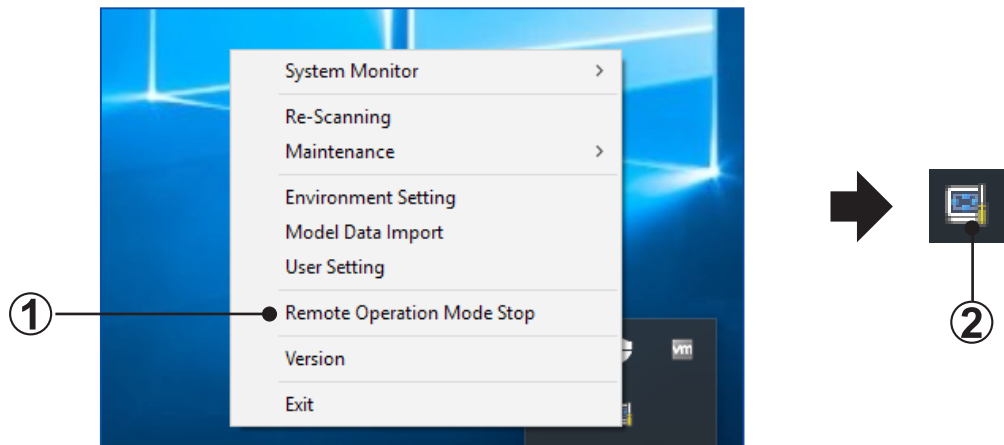 System Monitor
Re-Scanning
Maintenance
Environment Setting
Model Data Import
User Setting
1
Remote Operation Mode Stop
Version
Exit
vm
2